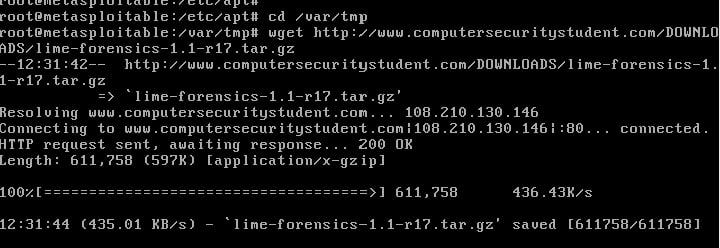 root@metasploitable:/etc/apt#
root@metasploitable:/etc/apt# cd /var/tmp
root@metasploitable:/var/tmp# wget http://www.computersecuritystudent.com/DOWNLO
ADS/lime-forensics-1.1-r17.tar.gz
--12:31:42--  http://www.computersecuritystudent.com/DOWNLOADS/lime-forensics-1.
1-r17.tar.gz
           => `lime-forensics-1.1-r17.tar.gz'
Resolving www.computersecuritystudent.com... 108.210.130.146
Connecting to www.computersecuritystudent.com|108.210.130.146|:80... connected.
HTTP request sent, awaiting response... 200 OK
Length: 611,758 (597K) [application/x-gzip]
100%[====================================>] 611,758      436.43K/s
12:31:44 (435.01 KB/s) - `lime-forensics-1.1-r17.tar.gz' saved [611758/611758]